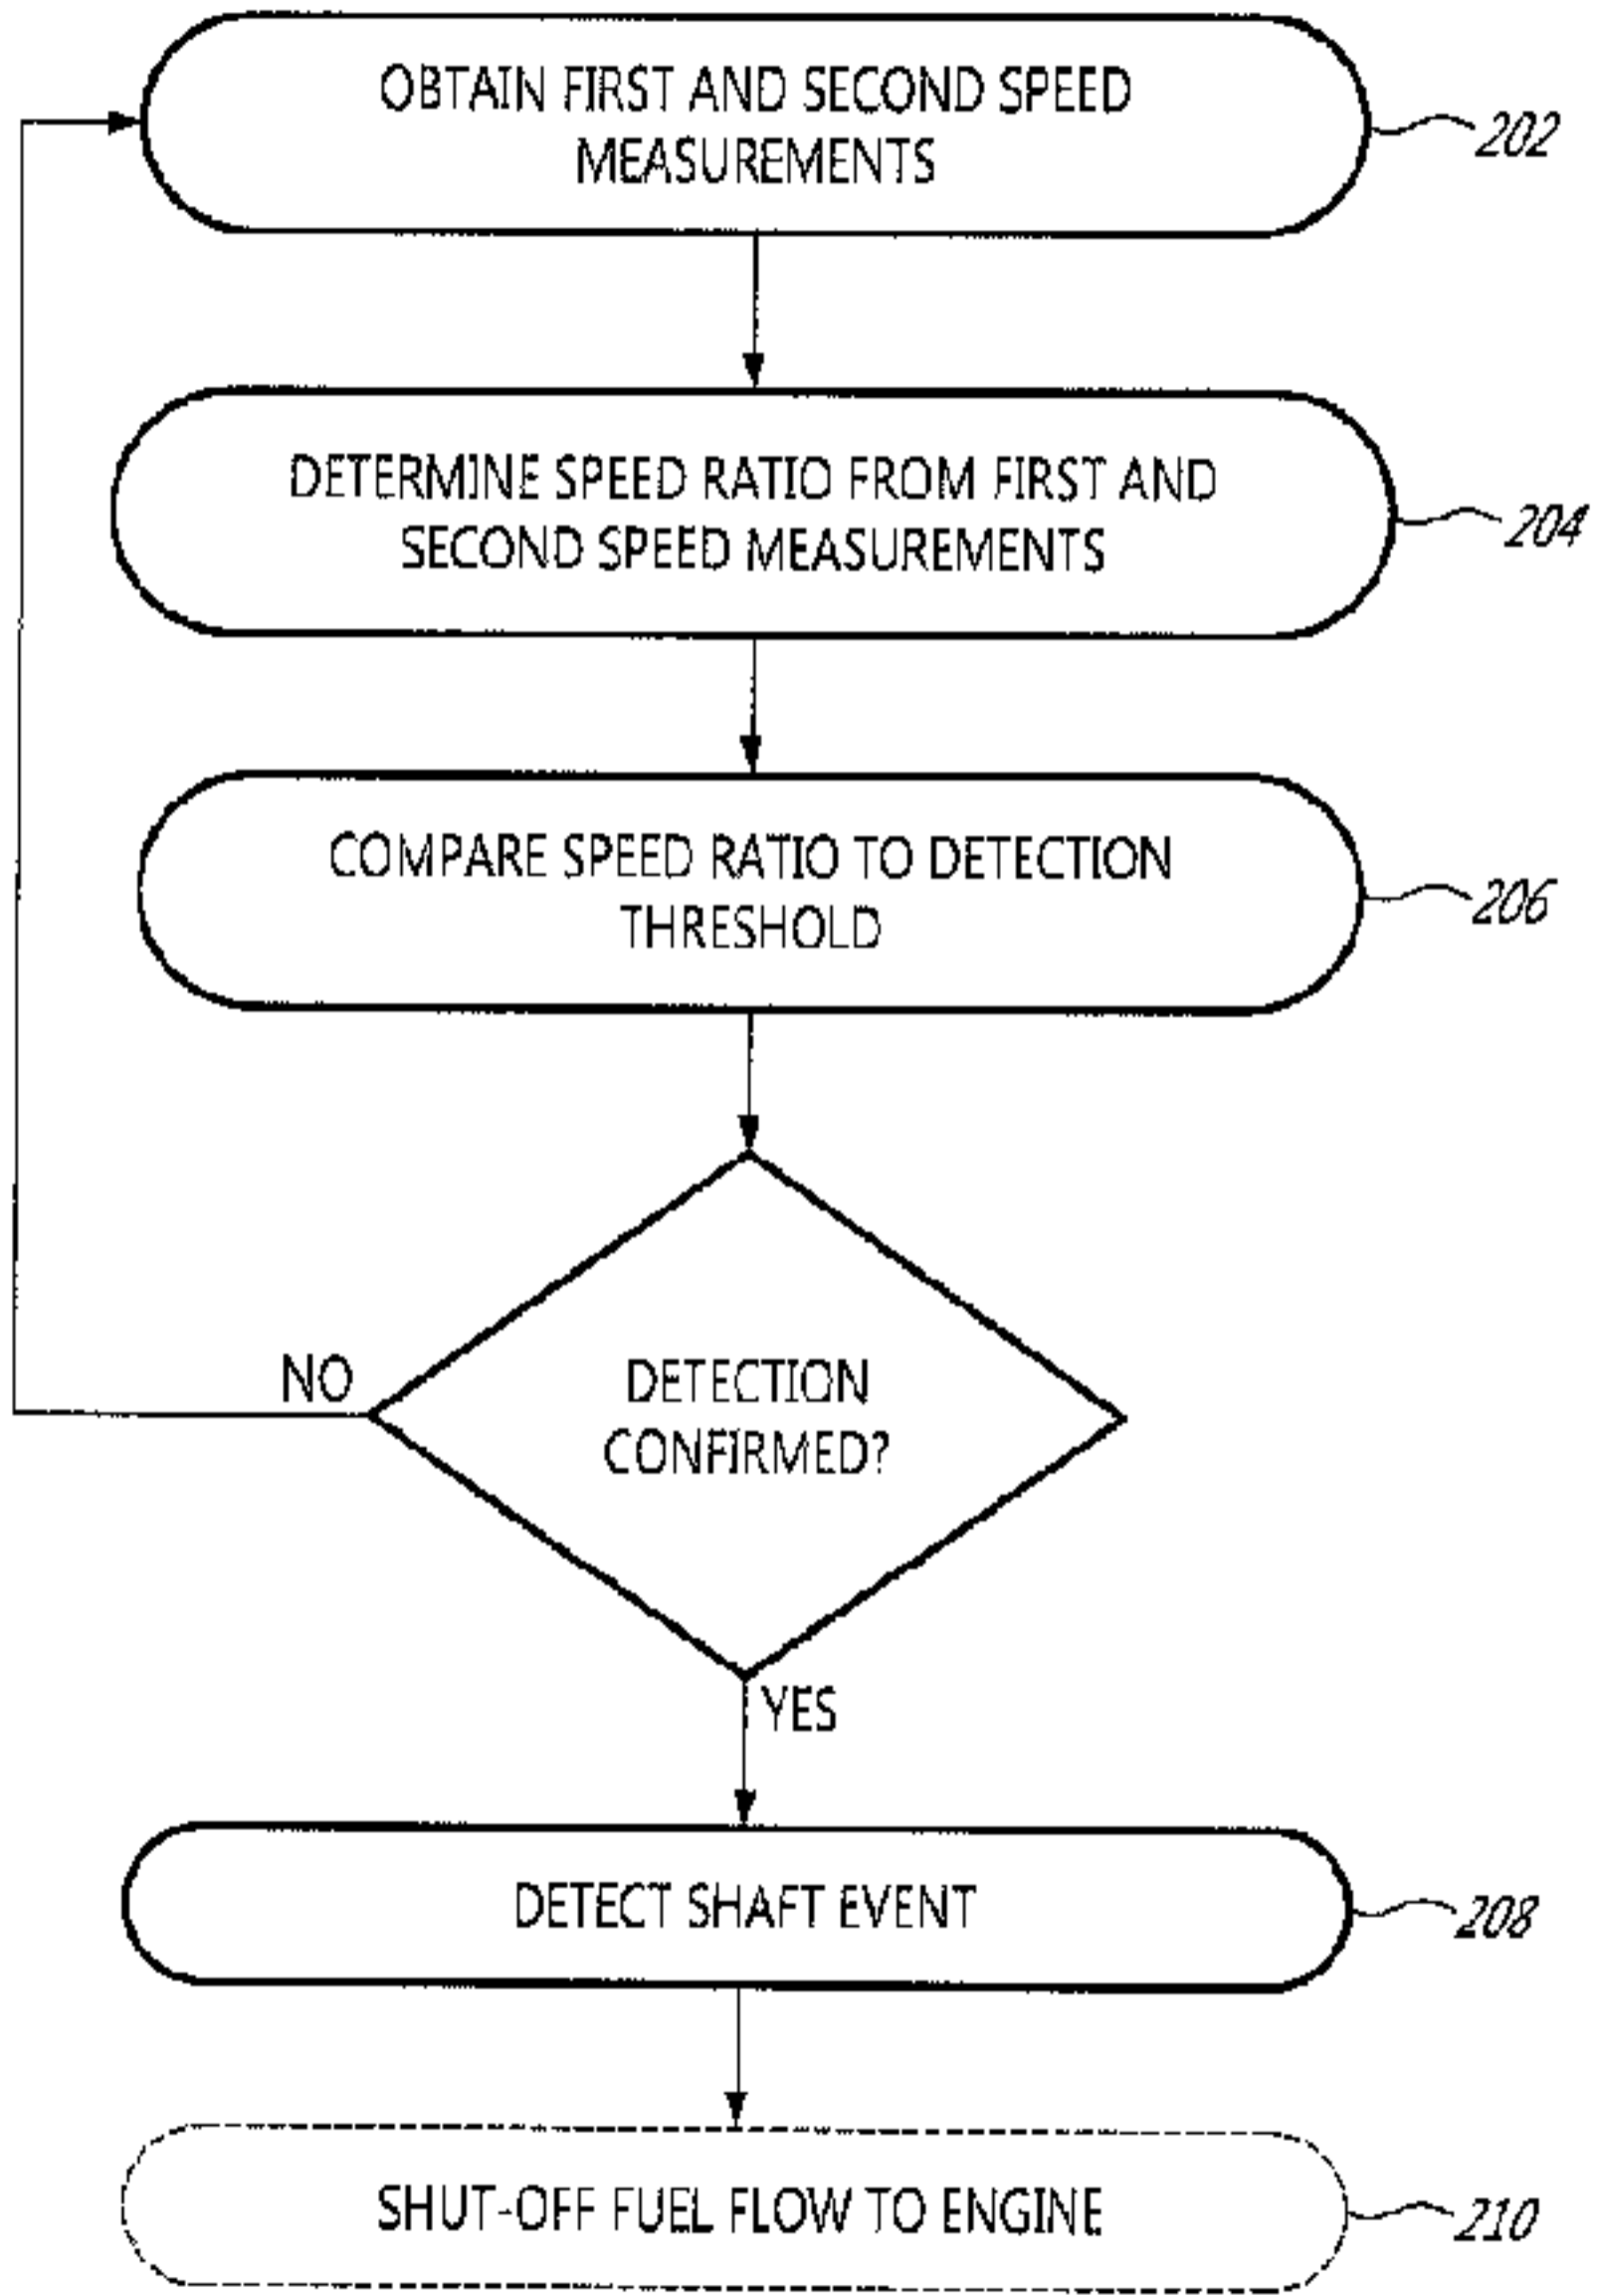 OBTAIN FIRST AND SECOND SPEED
MEASUREMENTS
202
DETERMINE SPEED RATIO FROM FIRST AND
SECOND SPEED MEASUREMENTS
204
COMPARE SPEED RATIO TO DETECTION
THRESHOLD
206
DETECTION
CONFIRMED?
NO
YES
DETECT SHAFT EVENT
208
SHUT-OFF FUEL FLOW TO ENGINE
210